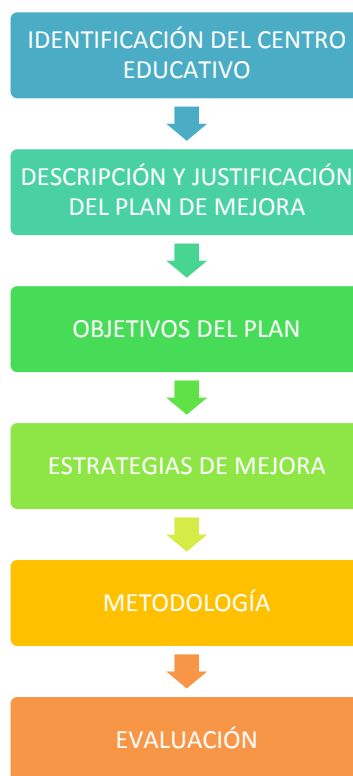 IDENTIFICACIÓN DEL CENTRO
EDUCATIVO
DESCRIPCIÓN Y JUSTIFICACIÓN
DEL PLAN DE MEJORA
OBJETIVOS DEL PLAN
ESTRATEGIAS DE MEJORA
METODOLOGÍA
EVALUACIÓN